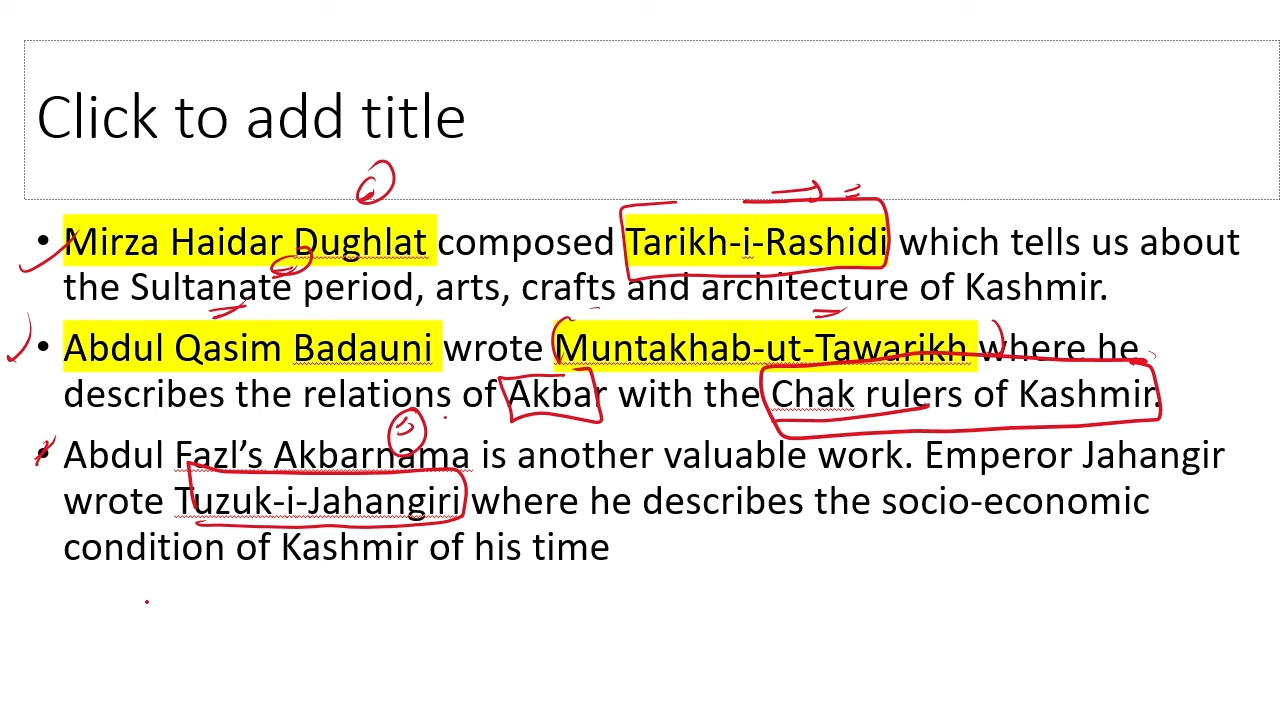 Click to add title
• Mirza Haidar Dughlat composed Tarikh-i-Rashidi which tells us about
the Sultanate period, arts, crafts and architecture of Kashmir.
• Abdul Qasim Badauni wrote Muntakhab-ut-Tawarikh where he
describes the relations of Akbar with the Chak rulers of Kashmir.
• Abdul Fazl’s Akbarnama is another valuable work. Emperor Jahangir
wrote Tuzuk-i-Jahangiri where he describes the socio-economic
condition of Kashmir of his time